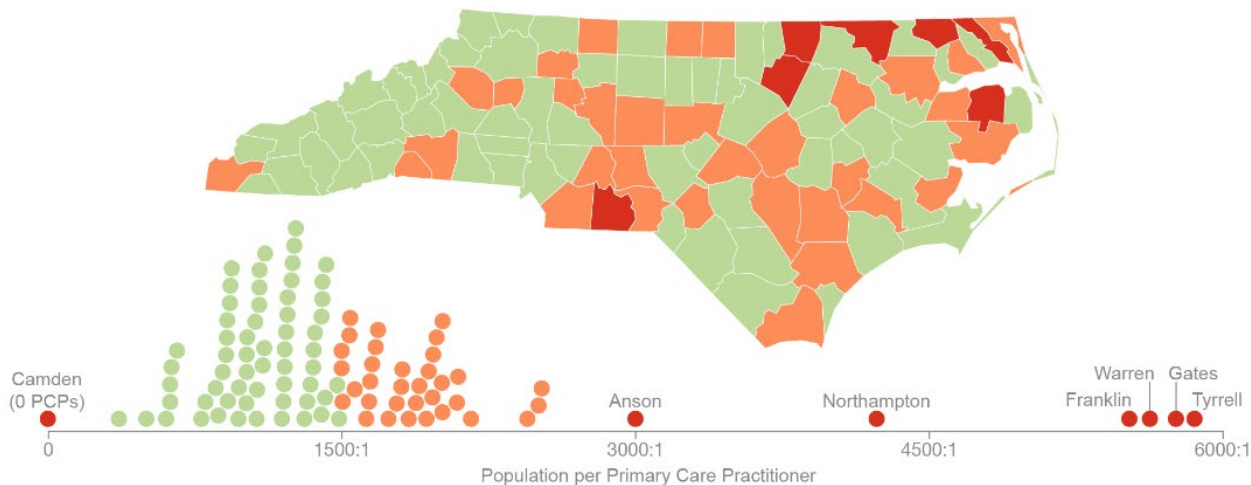 Camden
(0 PCPs)
Anson
Northampton
Warren
Gates
Franklin
Tyrrell
0
1500:1
3000:1
4500:1
6000:1
Population per Primary Care Practitioner